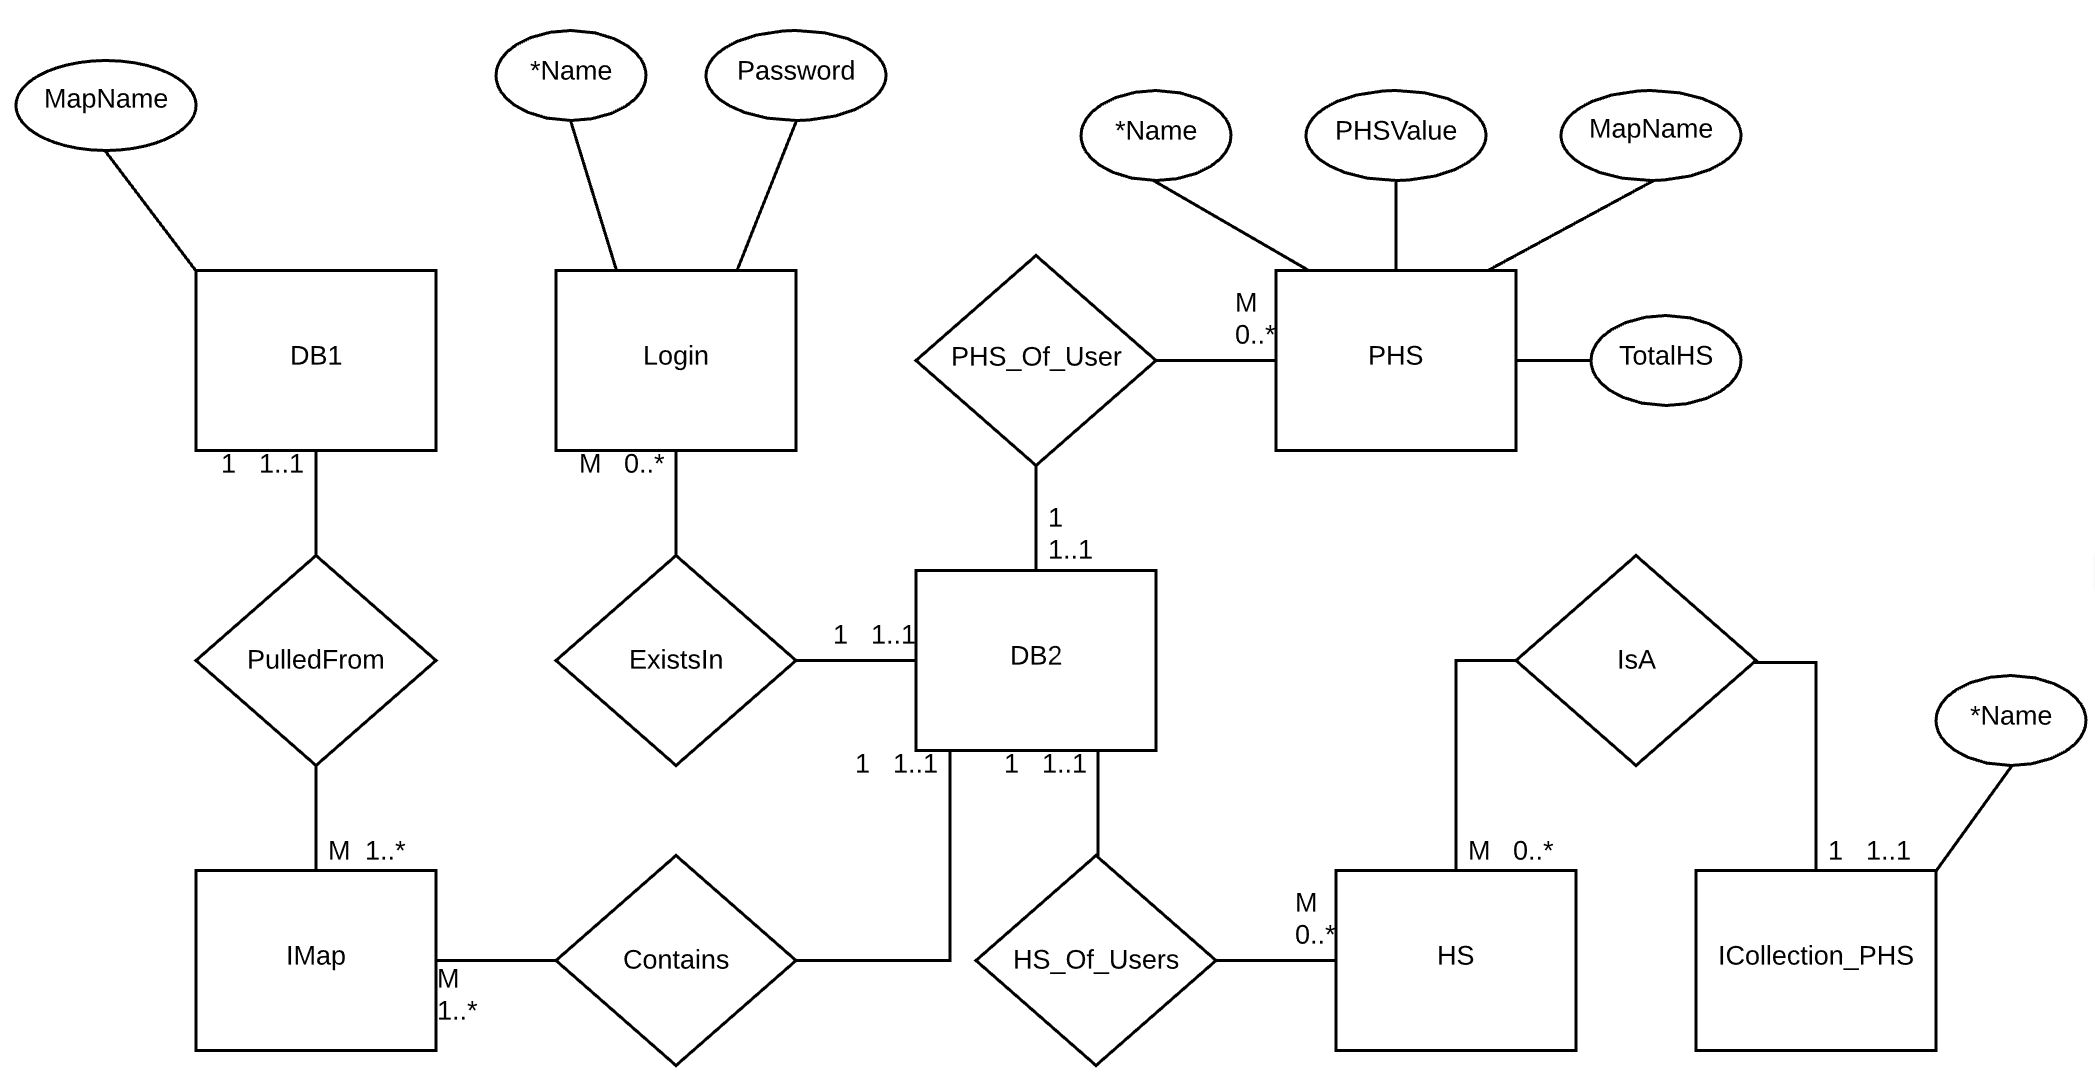 *Name
Password
MapName
*Name
PHSValue
MapName
DB1
Login
PHS_Of_User
M
0..*
PHS
TotalHS
1 1..1
M 0..*
1
1..1
PulledFrom
ExistsIn
1 1..1
DB2
IsA
*Name
1 1..1
1 1..1
M 1..*
M 0..*
1 1..1
IMap
M
1..*
Contains
HS_Of_Users
M
0..*
HS
ICollection_PHS